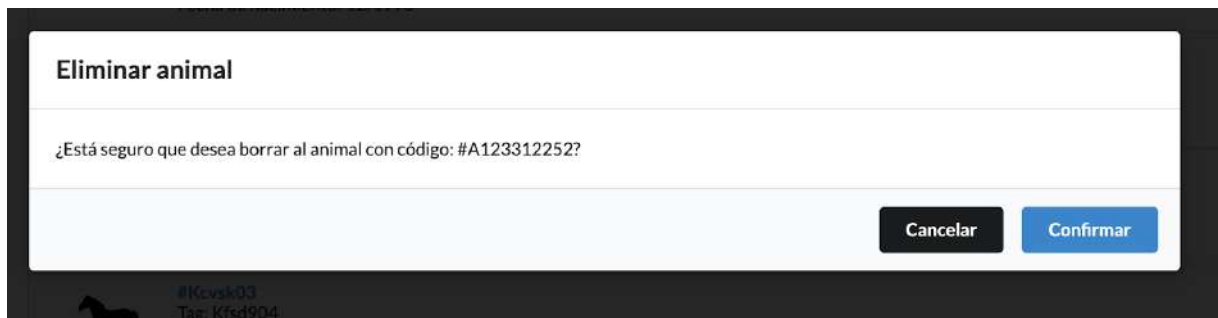 Eliminar animal
¿Está seguro que desea borrar al animal con código: #A123312252?
Cancelar
Confirmar
#Kcvsk03
Tag: Kfsd904